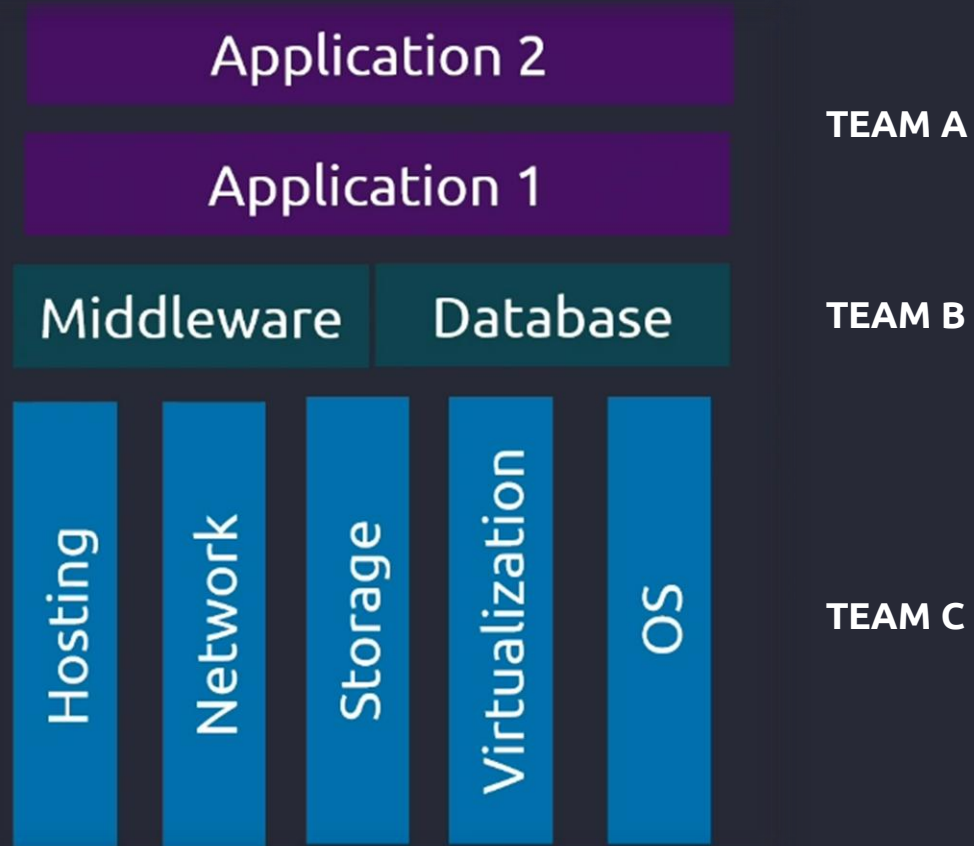 Application 2
TEAM A
Application 1
Middleware
Database
TEAM B
Hosting
Network
Storage
Virtualization
OS
TEAM C